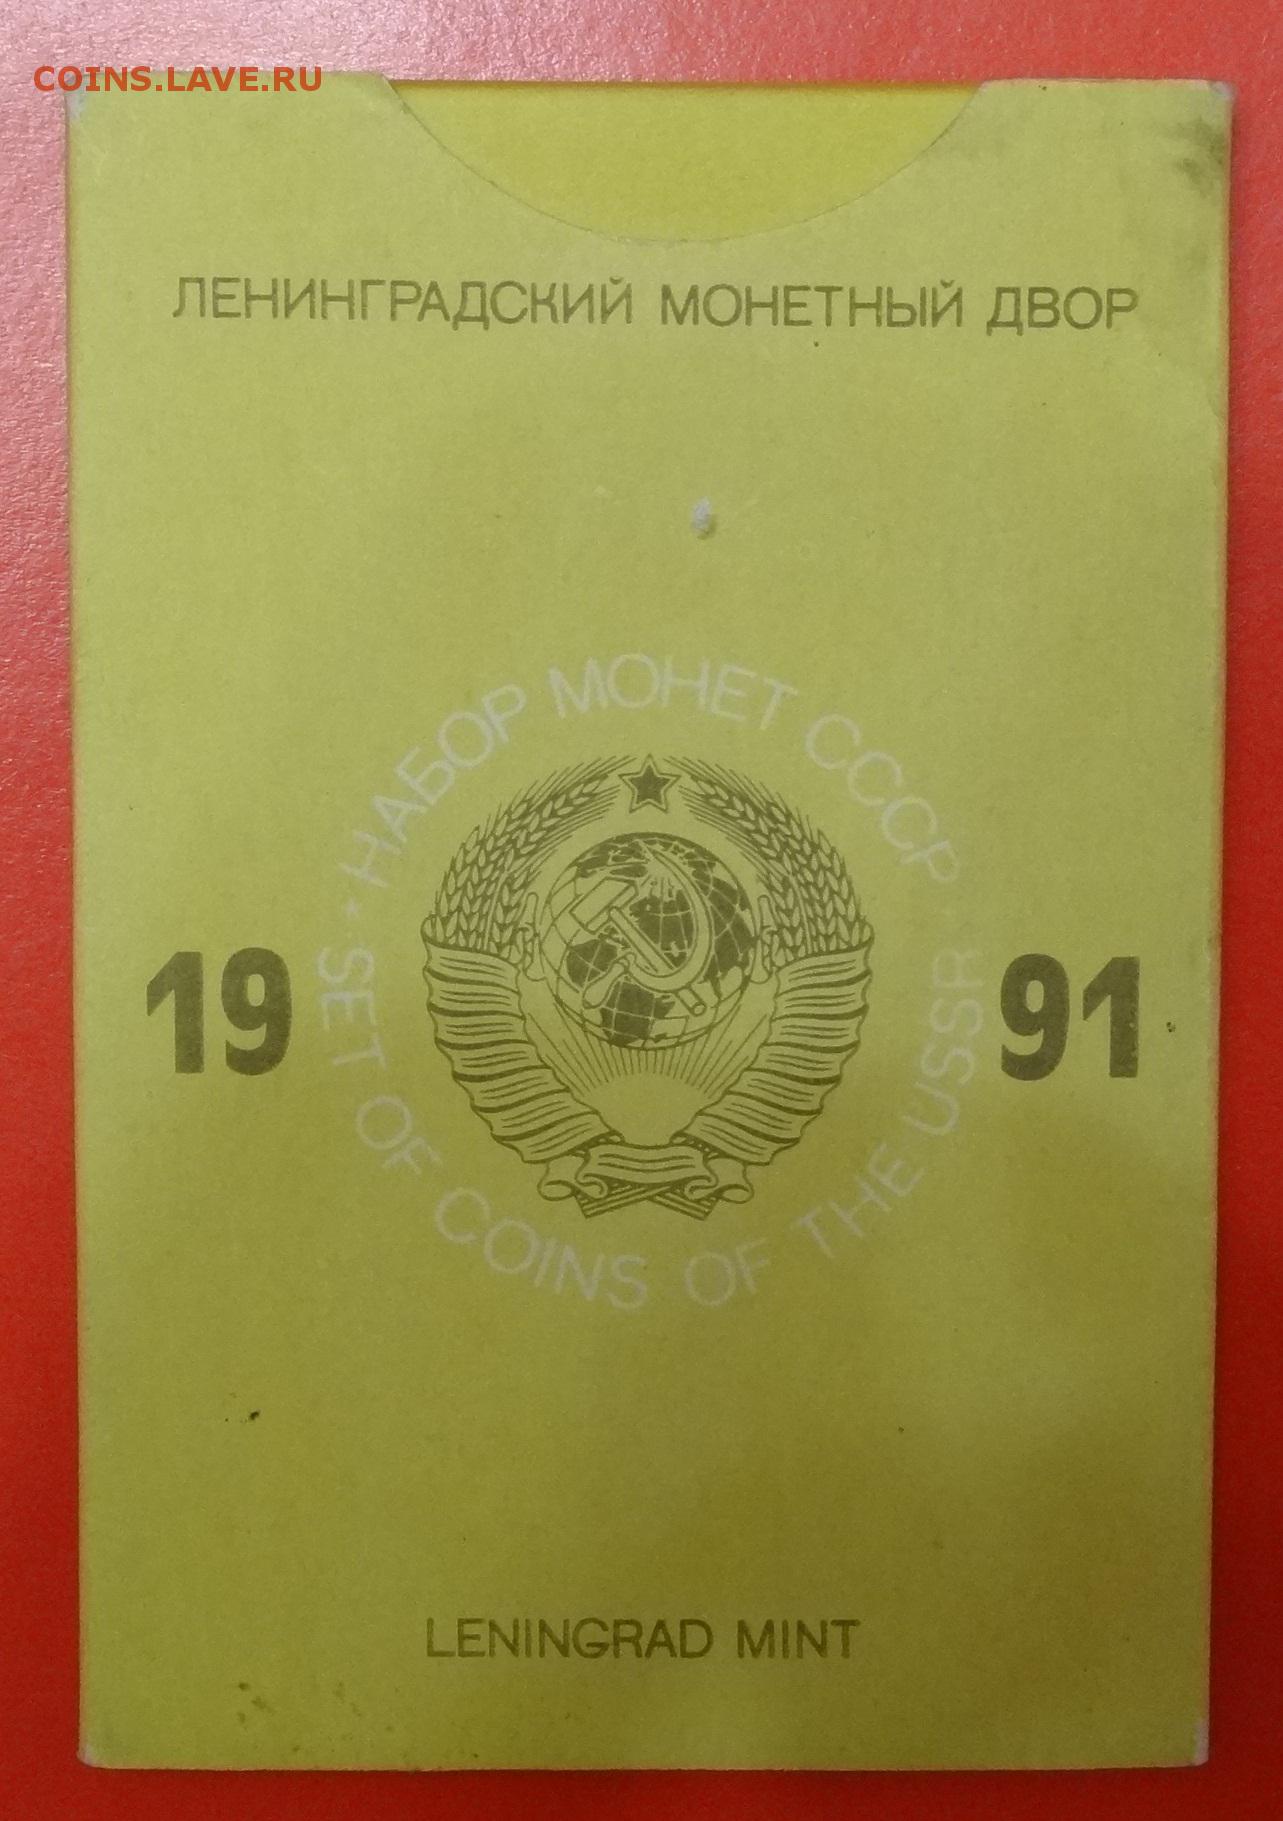 COINS.LAVE.RU
ЛЕНИНГРАДСКИЙ МОНЕТНЫЙ ДВОР
НАБОР МОНЕТ СССР
19 91
SET OF COINS OF THE USSR
LENINGRAD MINT